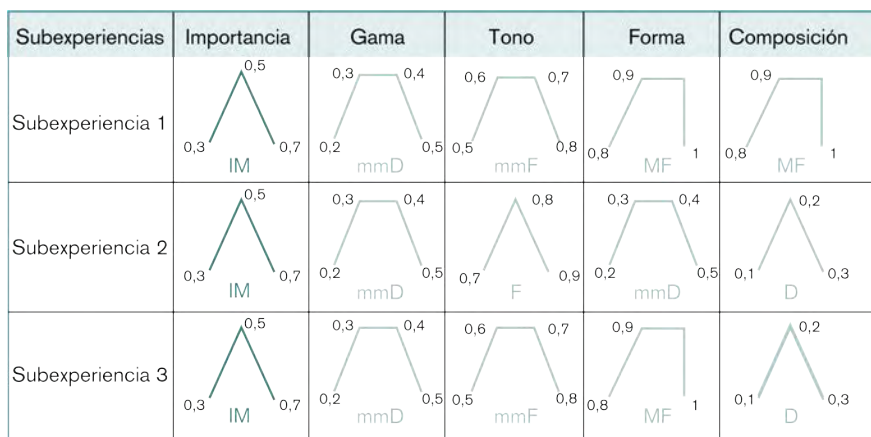 Subexperiencias Importancia Gama Tono Forma Composición
0,5 0,3 0,4 0,6 0,7 0,9 0,9
Subexperiencia 1
0,3 0,7 0,2 0,5 0,5 0,8 0,8 1 0,8 1
IM mmD mmF MF MF
0,5 0,3 0,4 0,8 0,3 0,4 0,2
Subexperiencia 2
0,3 0,7 0,2 0,5 0,7 0,9 0,2 0,5 0,1 0,3
IM mmD F mmD D
0,5 0,3 0,4 0,6 0,7 0,9 0,2
Subexperiencia 3
0,3 0,7 0,2 0,5 0,5 0,8 0,8 1 0,1 0,3
IM mmD mmF MF D